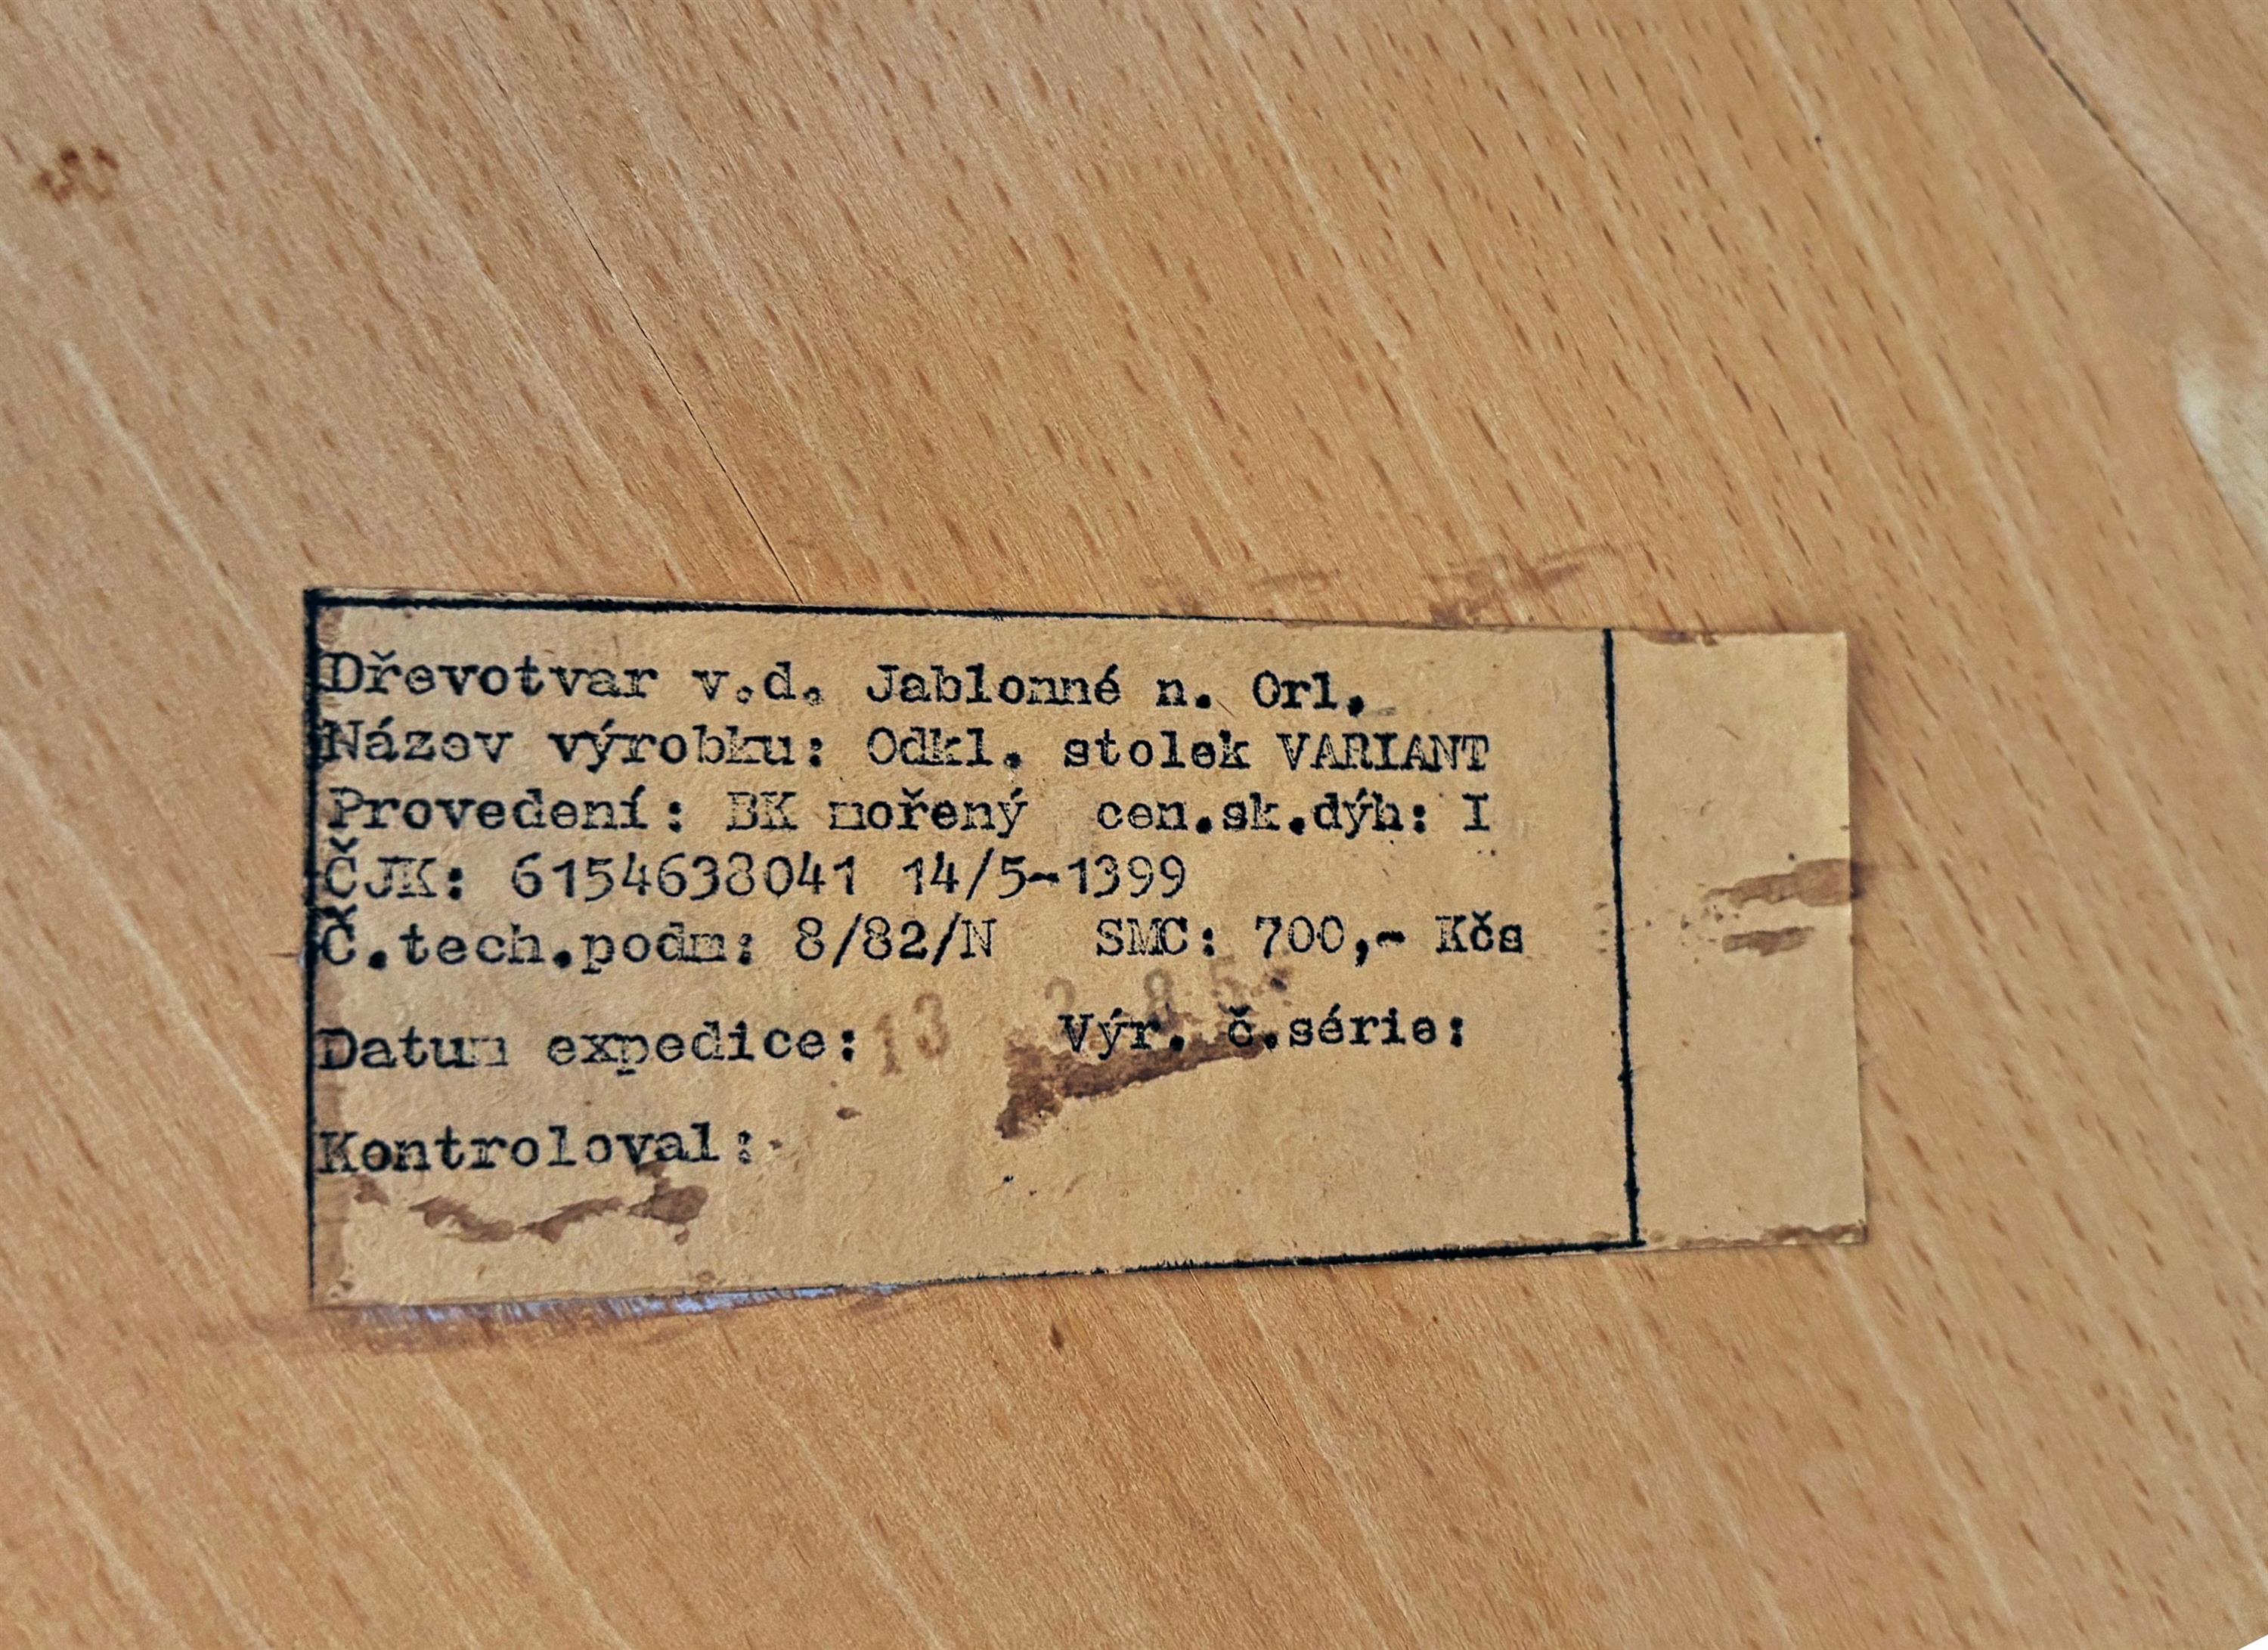 Dřevotvar v.d. Jablonné n. Orl.
Název výrobku: Odkl. stolek VARIANT
Provedení: BK mořený cen.sk.dýh: I
ČJK: 6154638041 14/5-1399
Č.tech.podm: 8/82/N SMC: 700,- Kčs
Datum expedice: 13 Výr. č.série:
Kontroloval: